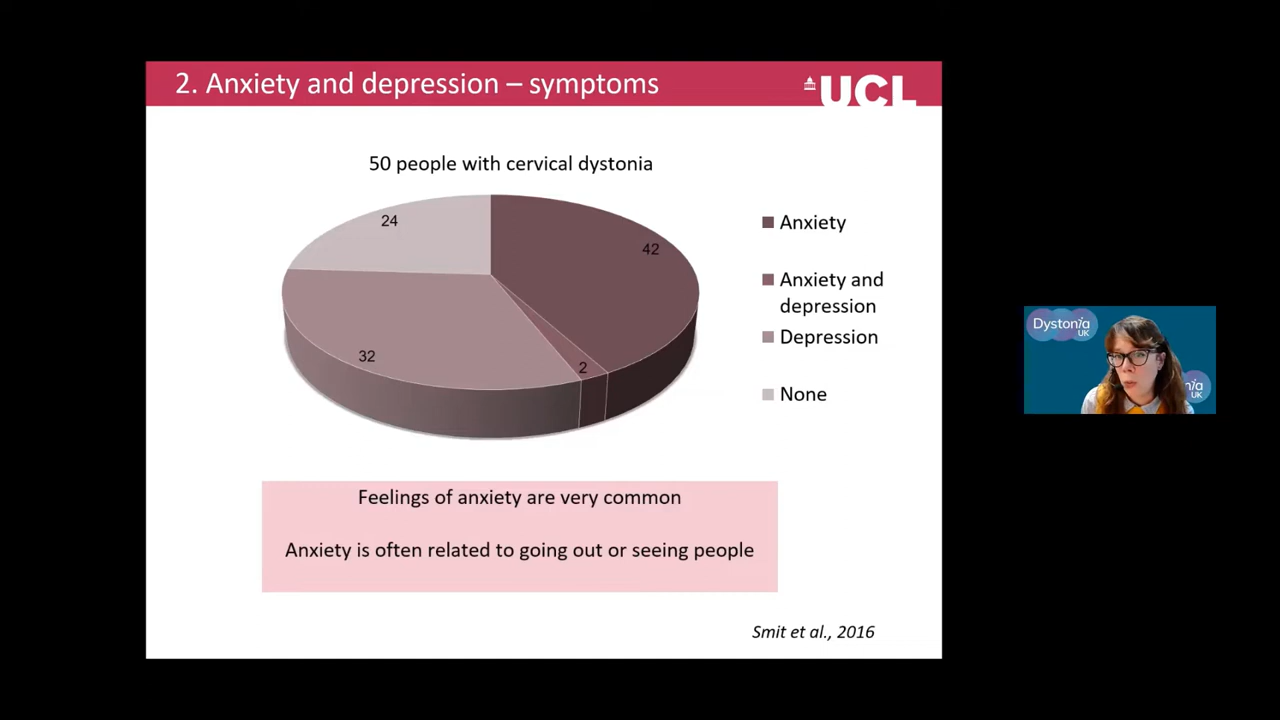 2. Anxiety and depression – symptoms
UCL
50 people with cervical dystonia
24
42
32
2
Anxiety
Anxiety and
depression
Depression
None
Feelings of anxiety are very common
Anxiety is often related to going out or seeing people
Smit et al., 2016
Dystonia
UK
nia
UK